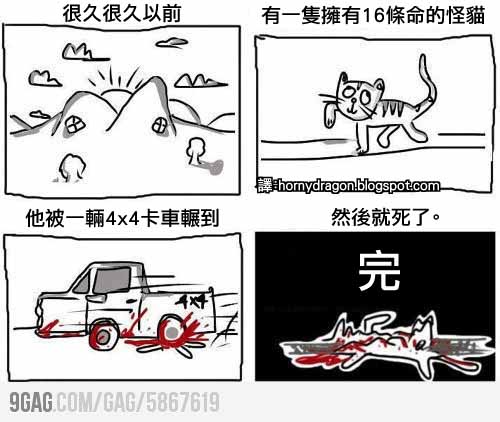 很久很久以前
有一隻擁有16條命的怪貓
譯:hornydragon.blogspot.com
他被一輛4x4卡車輾到
然後就死了。
4x4
完
9GAG.COM/GAG/5867619